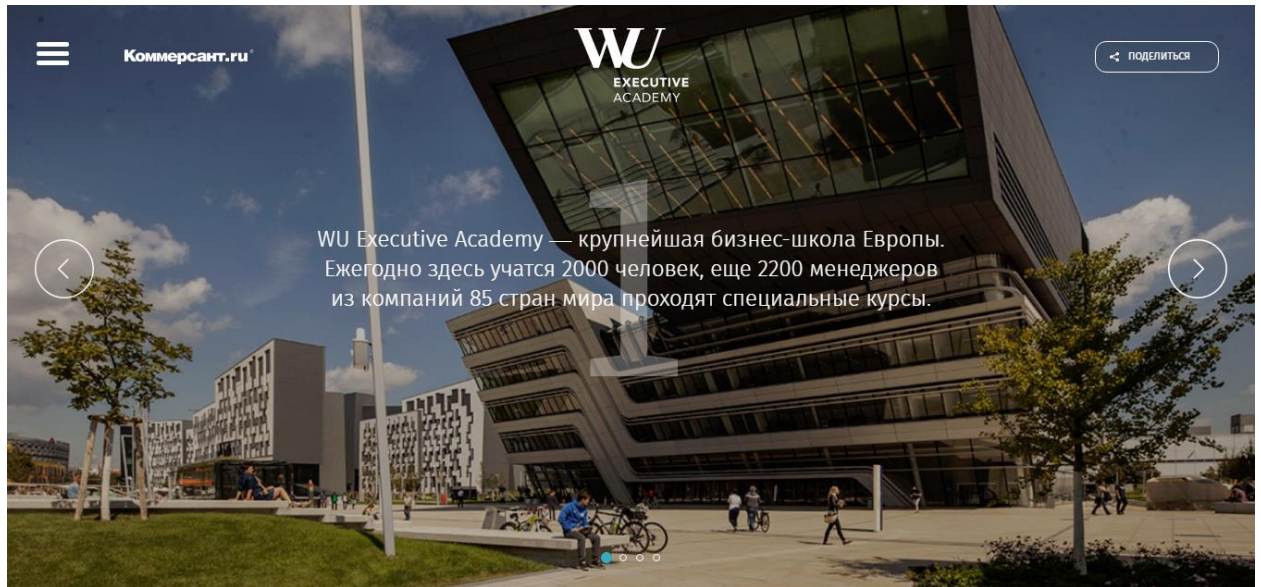 Коммерсант.ru®
WU
EXECUTIVE
ACADEMY
ПОДЕЛИТЬСЯ
1
WU Executive Academy — крупнейшая бизнес-школа Европы.
Ежегодно здесь учатся 2000 человек, еще 2200 менеджеров
из компаний 85 стран мира проходят специальные курсы.